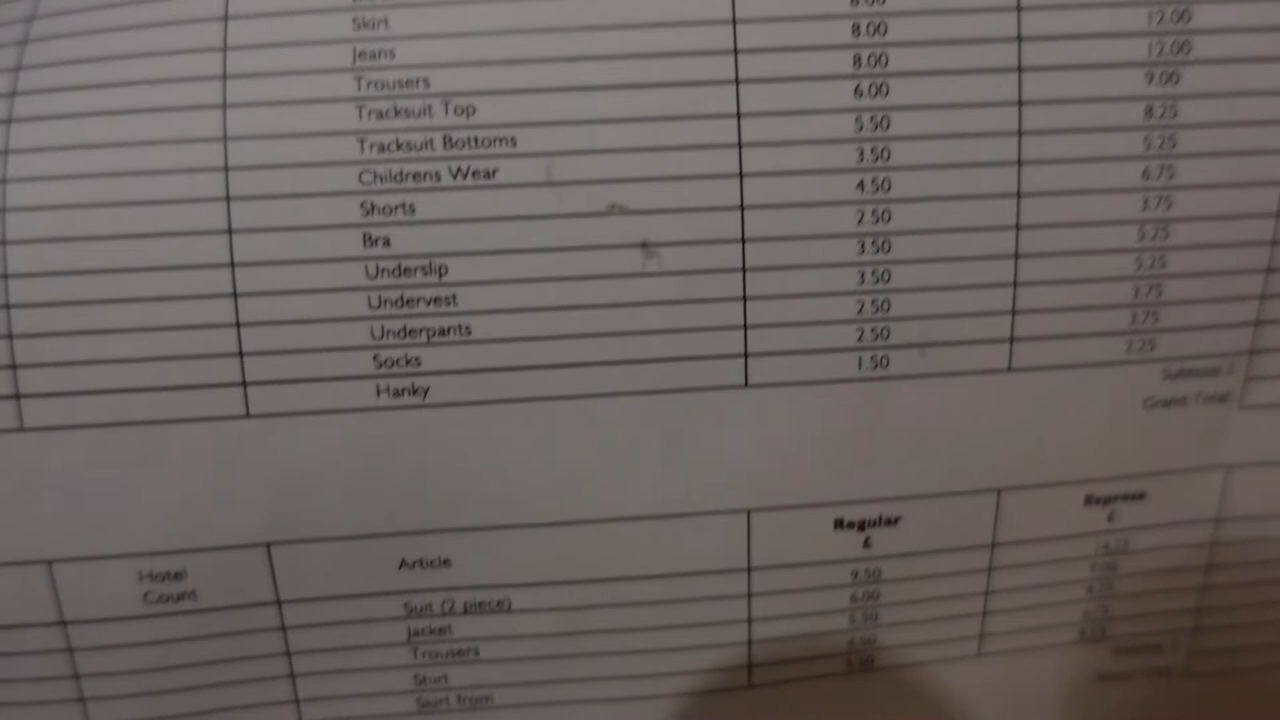 Skirt
Jeans 8.00 12.00
Trousers 8.00 12.00
Tracksuit Top 6.00 9.00
Tracksuit Bottoms 5.50 8.25
Childrens Wear 3.50 5.25
Shorts 4.50 6.75
Bra 2.50 3.75
Underslip 3.50 5.25
Undervest 3.50 5.25
Underpants 2.50 3.75
Socks 2.50 3.75
Hanky 1.50 2.25
Grand Total
Hotel Count Article Regular £ Express £
Suit (2 piece) 9.50
Jacket 6.00
Trousers 5.50
Skirt from